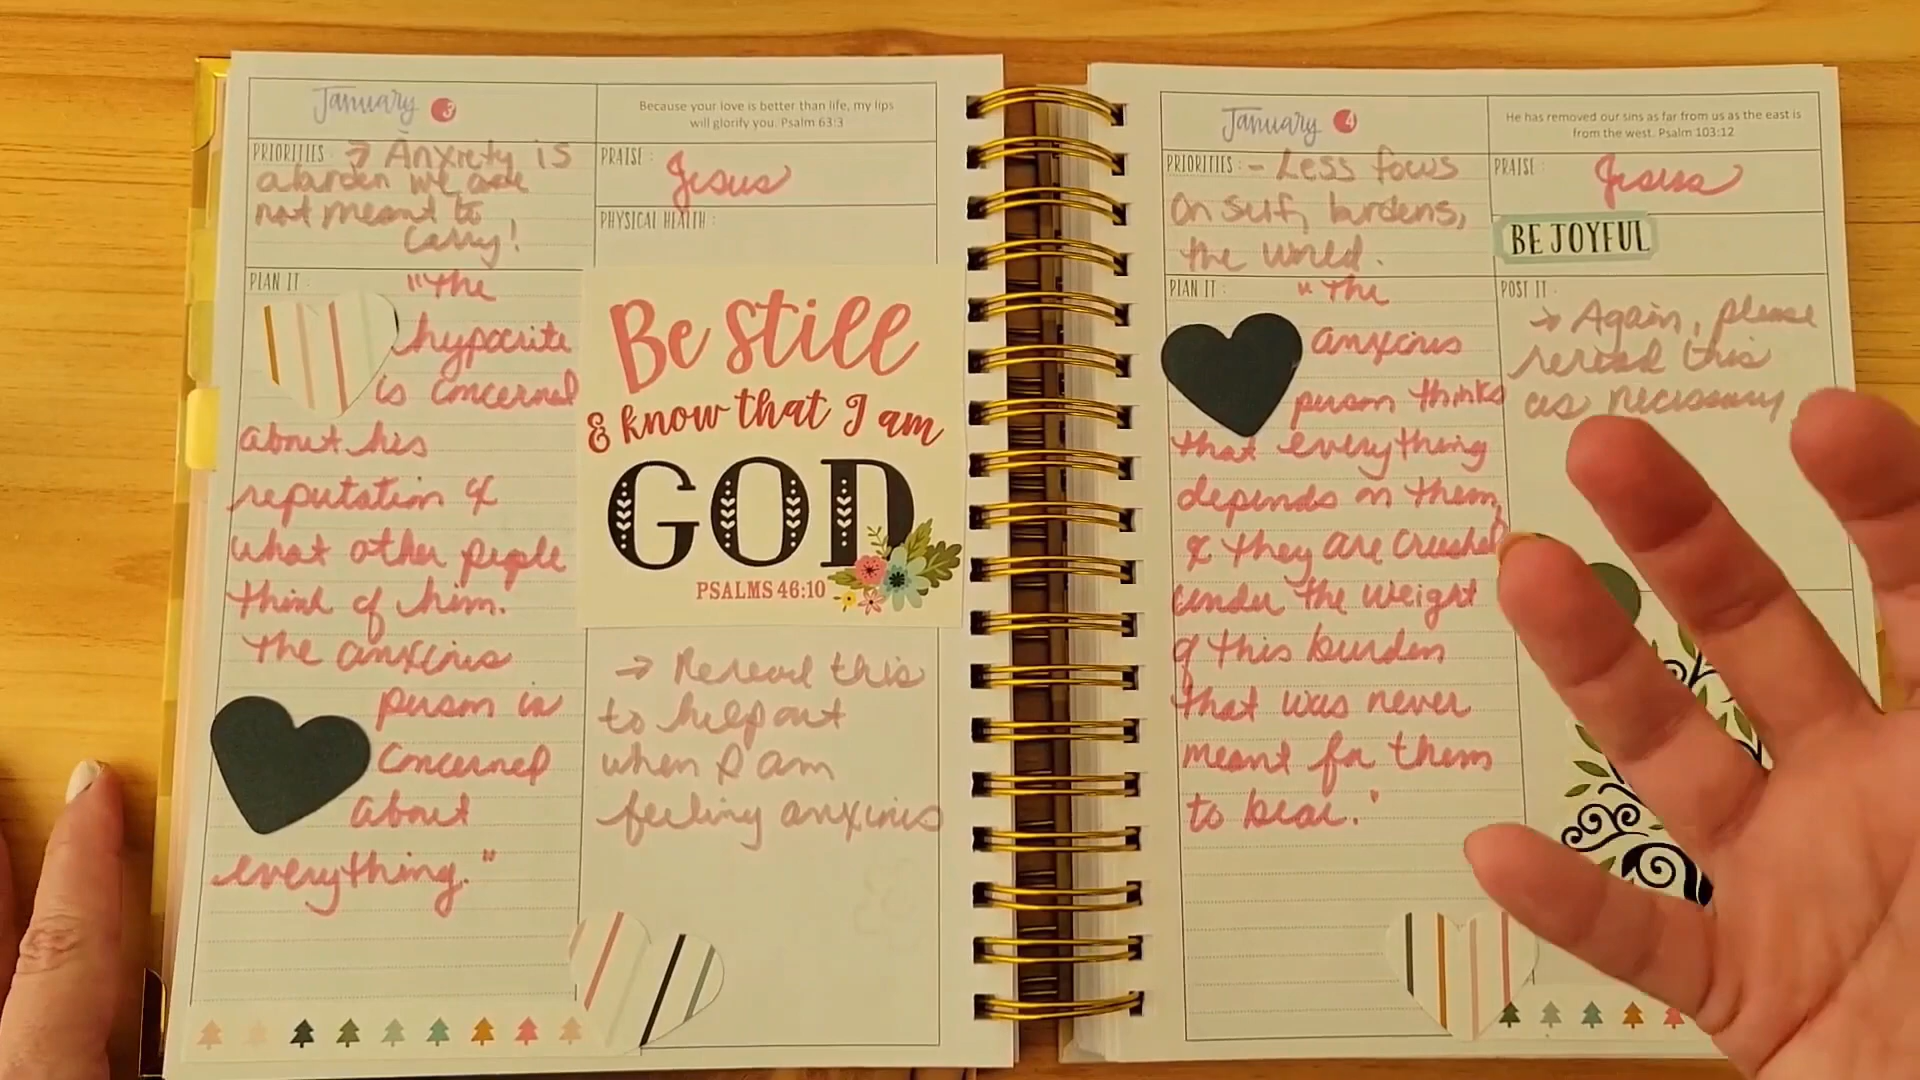 January 3
Because your love is better than life, my lips
will glorify you. Psalm 63:3
PRIORITIES : → Anxiety is
a burden we are
not meant to
carry!
PRAISE : Jesus
PHYSICAL HEALTH :
PLAN IT : "The
hypocrite
is concerned
about his
reputation &
what other people
think of him.
The anxious
person is
concerned
about
everything."
Be still
& know that I am
GOD
PSALMS 46:10
→ Reread this
to help out
when I am
feeling anxious
January 4
He has removed our sins as far from us as the east is
from the west. Psalm 103:12
PRIORITIES : - Less focus
on self, burdens,
the world.
PRAISE : Jesus
BE JOYFUL
PLAN IT : "The
anxious
person thinks
that everything
depends on them,
& they are crushed
under the weight
of this burden
that was never
meant for them
to bear."
POST IT :
→ Again, please
reread this
as necessary